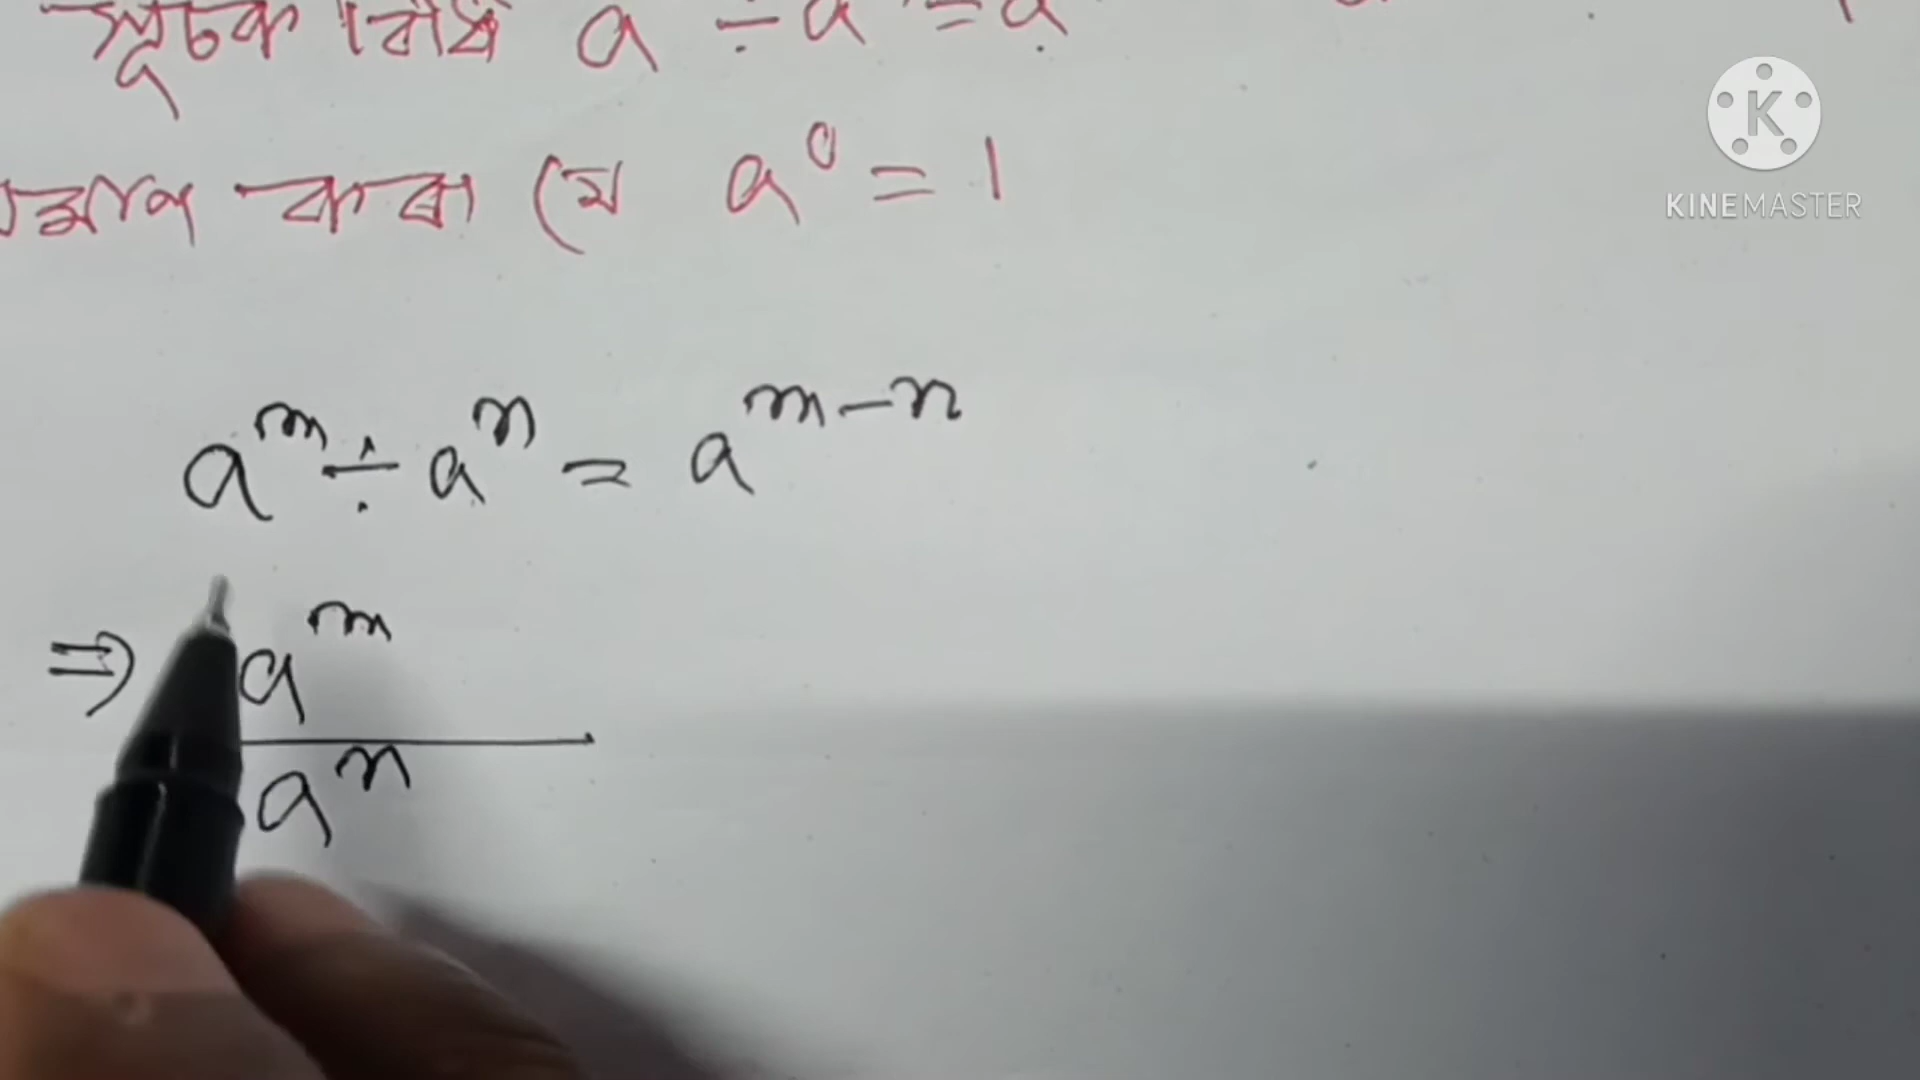 সূচক বিধি a ÷ a = a
প্ৰমাণ কৰা যে a⁰ = 1
aᵐ ÷ aⁿ = aᵐ⁻ⁿ
⇒ aᵐ
aⁿ
K
KINEMASTER